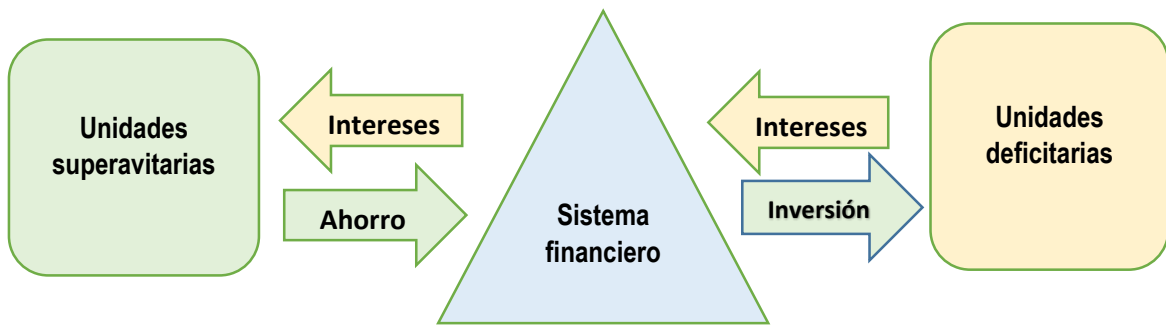 Unidades
superavitarias
Intereses
Ahorro
Sistema
financiero
Intereses
Inversión
Unidades
deficitarias